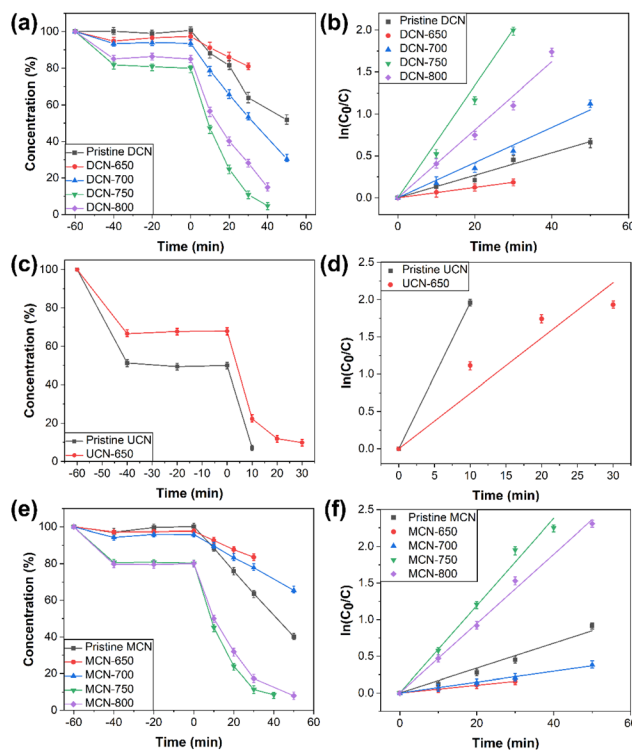 (a)
Concentration (%)
100
80
60
40
20
0
Pristine DCN
DCN-650
DCN-700
DCN-750
DCN-800
-60 -40 -20 0 20 40 60
Time (min)
(b)
ln(C0/C)
2.0
1.5
1.0
0.5
0.0
Pristine DCN
DCN-650
DCN-700
DCN-750
DCN-800
0 20 40 60
Time (min)
(c)
Concentration (%)
100
80
60
40
20
0
Pristine UCN
UCN-650
-60 -50 -40 -30 -20 -10 0 10 20 30
Time (min)
(d)
ln(C0/C)
2.5
2.0
1.5
1.0
0.5
0.0
Pristine UCN
UCN-650
0 5 10 15 20 25 30
Time (min)
(e)
Concentration (%)
100
80
60
40
20
0
Pristine MCN
MCN-650
MCN-700
MCN-750
MCN-800
-60 -40 -20 0 20 40 60
Time (min)
(f)
ln(C0/C)
2.5
2.0
1.5
1.0
0.5
0.0
Pristine MCN
MCN-650
MCN-700
MCN-750
MCN-800
0 10 20 30 40 50 60
Time (min)